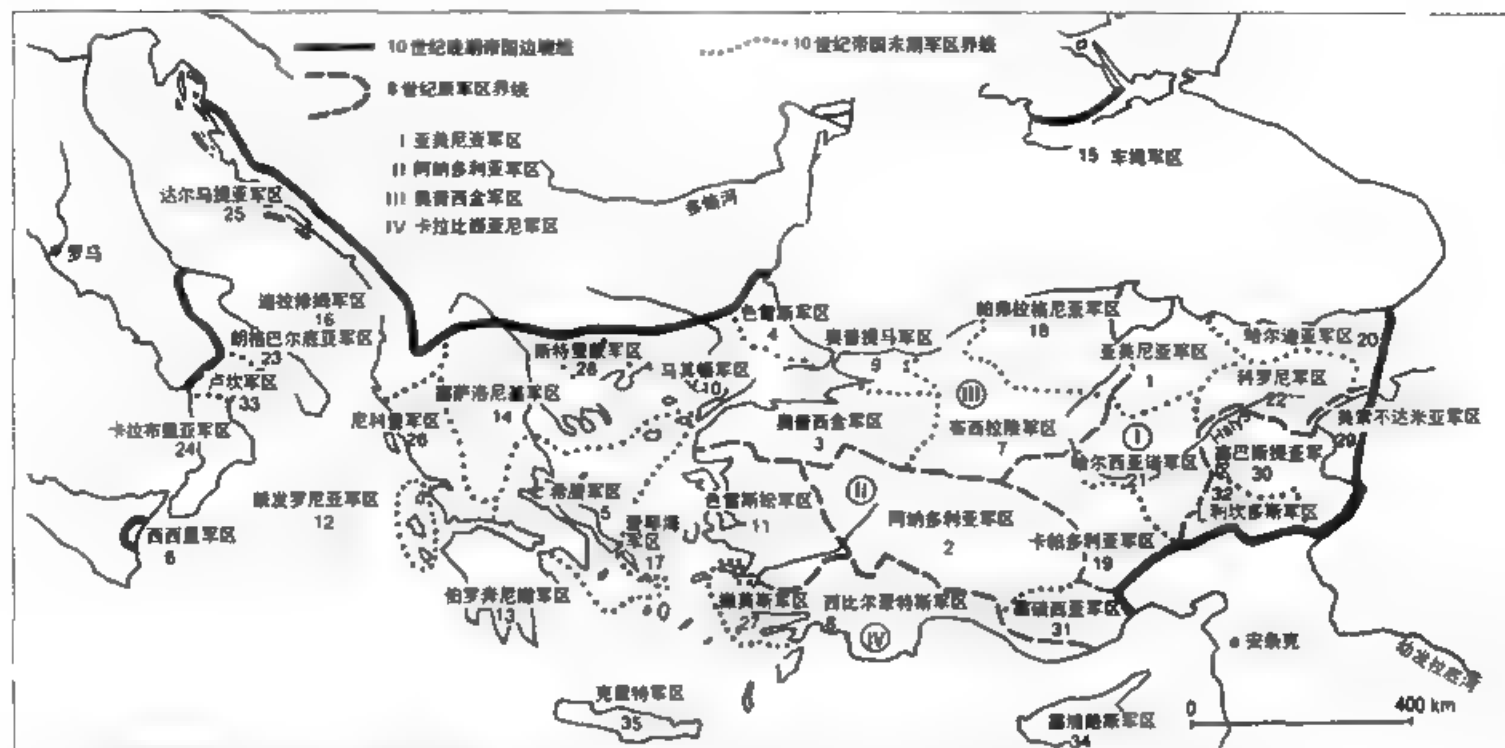 10世纪晚期帝国边境线
10世纪帝国末期军区界线
8世纪原军区界线
I 亚美尼亚军区
II 阿纳多利亚军区
III 奥普西金军区
IV 卡拉比西亚尼军区
15 车绳军区
多恼河
达尔马提亚军区
25
罗马
迪拉修姆军区
16
朗格巴尔底亚军区
23
卢坎军区
33
卡拉布里亚军区
24
西西里军区
6
色雷斯军区
4
奥普提马军区
9
帕弗拉格尼亚军区
18
亚美尼亚军区
1
哈尔迪亚军区
20
科罗尼军区
22
美索不达米亚军区
29
斯特里蒙军区
28
马其顿军区
10
塞萨洛尼基军区
14
尼科堡军区
26
奥普西金军区
3
III
布西拉隆军区
7
I
哈尔西亚诺军区
21
Halys
塞巴斯提亚军
30
32
利坎多斯军区
凯发罗尼亚军区
12
希腊军区
5
爱琴海
军区
17
色雷斯铨军区
11
II
阿纳多利亚军区
2
卡帕多利亚军区
19
伯罗奔尼撒军区
13
撒莫斯军区
27
西比尔蒙特斯军区
8
IV
塞硫西亚军区
31
安条克
幼发拉底河
克里特军区
35
塞浦路斯军区
34
0
400 km